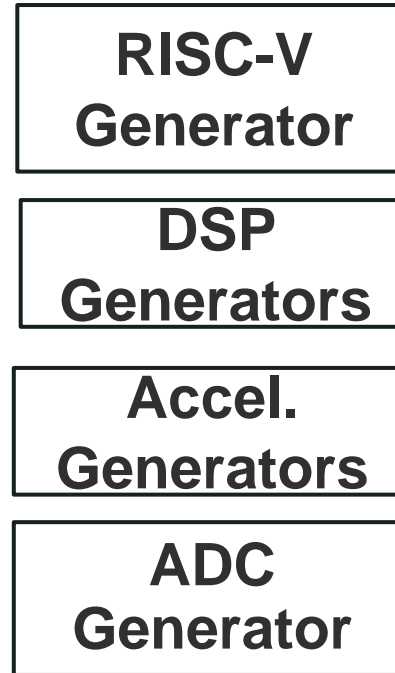 RISC-V
Generator
DSP
Generators
Accel.
Generators
ADC
Generator